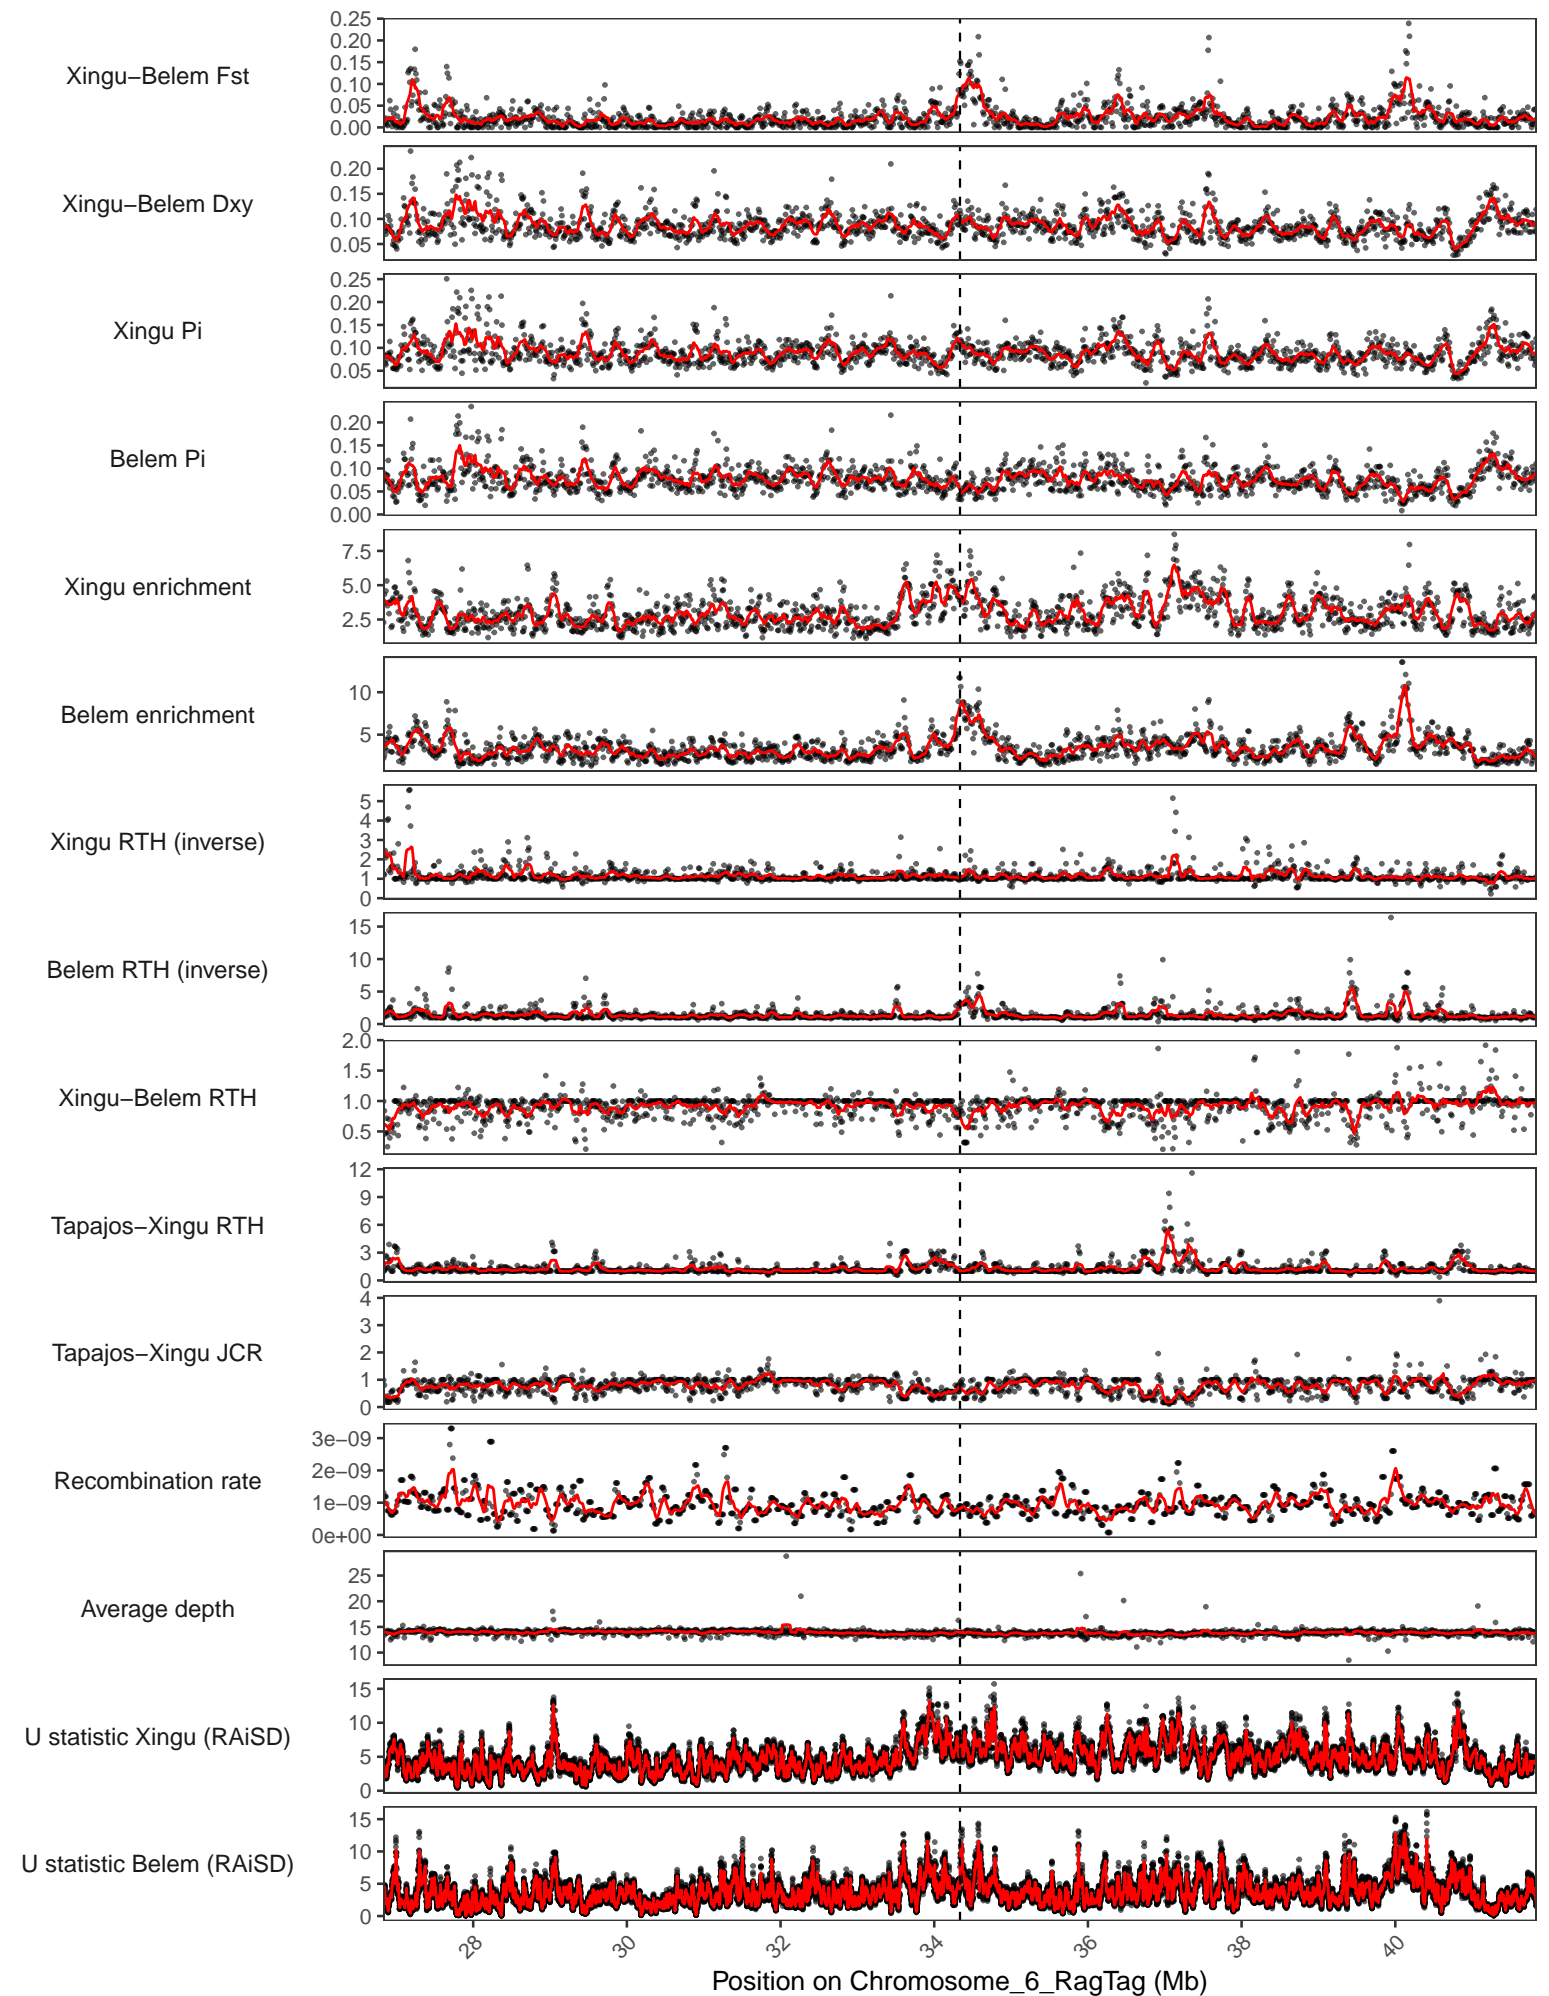 Xingu−Belem Fst
0.25
0.20
0.15
0.10
0.05
0.00
Xingu−Belem Dxy
0.20
0.15
0.10
0.05
Xingu Pi
0.25
0.20
0.15
0.10
0.05
Belem Pi
0.20
0.15
0.10
0.05
0.00
Xingu enrichment
7.5
5.0
2.5
Belem enrichment
10
5
Xingu RTH (inverse)
5
4
3
2
1
0
Belem RTH (inverse)
15
10
5
0
Xingu−Belem RTH
2.0
1.5
1.0
0.5
Tapajos−Xingu RTH
12
9
6
3
0
Tapajos−Xingu JCR
4
3
2
1
0
Recombination rate
3e−09
2e−09
1e−09
0e+00
Average depth
25
20
15
10
U statistic Xingu (RAiSD)
15
10
5
0
U statistic Belem (RAiSD)
15
10
5
0
28 30 32 34 36 38 40
Position on Chromosome_6_RagTag (Mb)